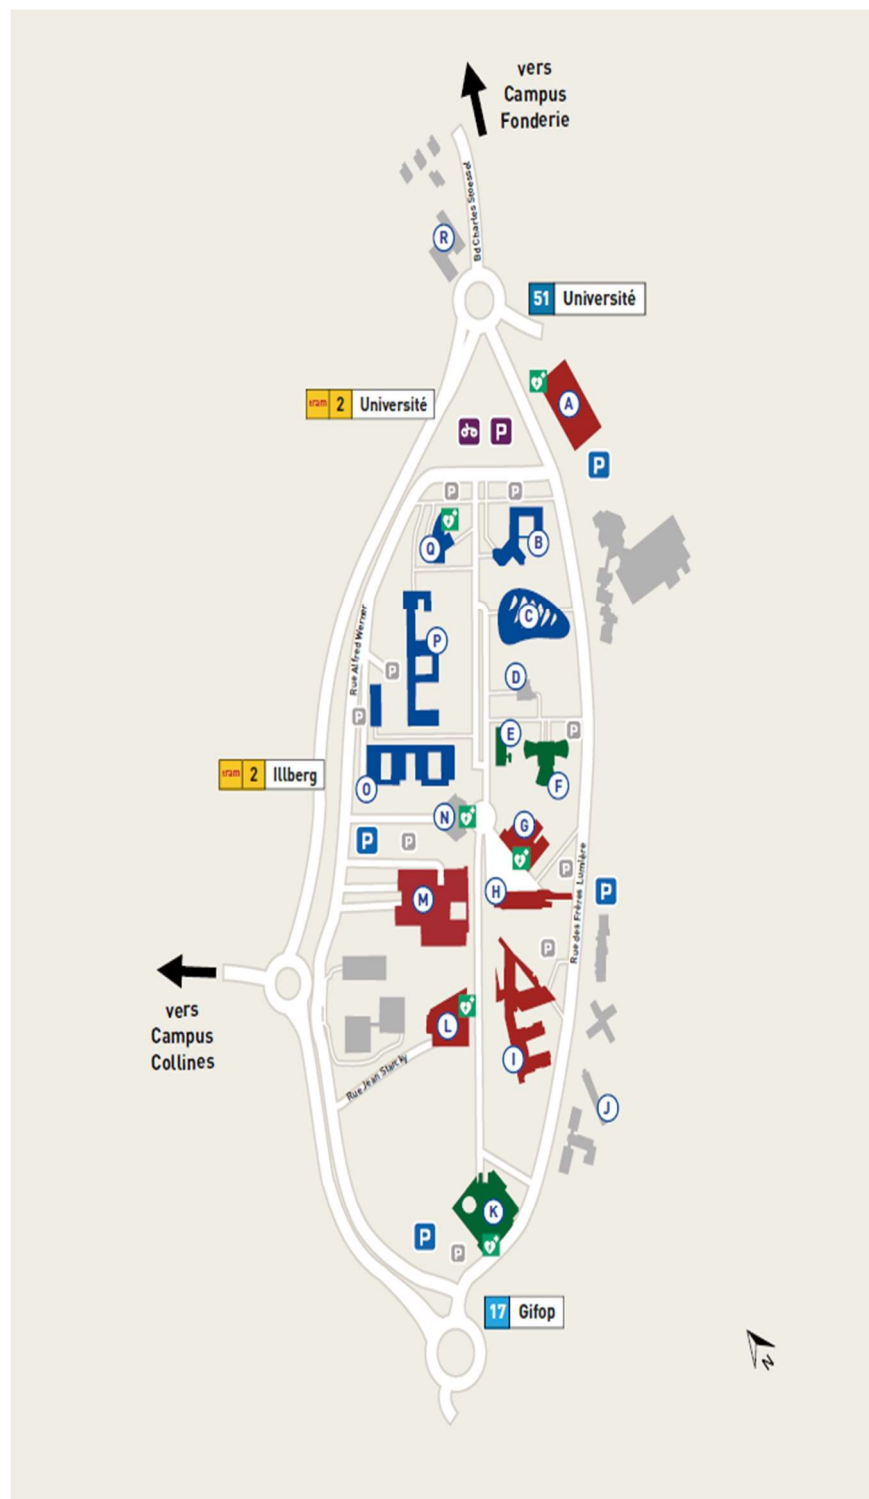 vers
Campus
Fonderie
Bd Charles Stoessel
R
51 Université
A
tram 2 Université
P
P
P
P
Q
B
C
P
Rue Alfred Werner
P
D
P
E
P
F
tram 2 Illberg
O
N
G
P
P
H
P
P
M
Rue des Frères Lumière
P
vers
Campus
Collines
L
I
Rue Jean Starcky
J
K
P
P
17 Gifop
N